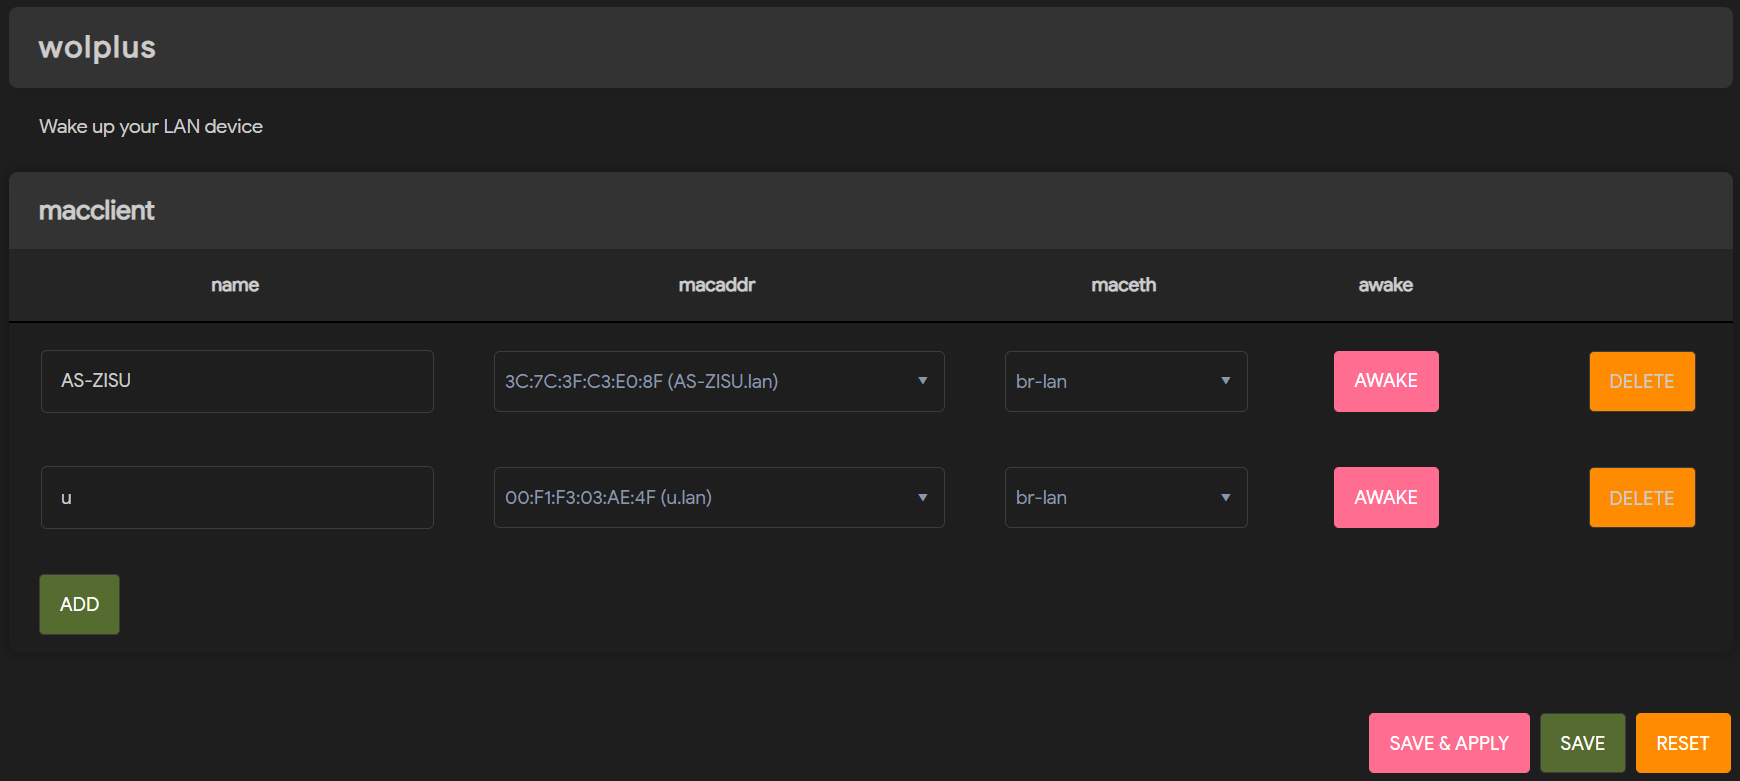 wolplus
Wake up your LAN device
macclient
name macaddr maceth awake
AS-ZISU 3C:7C:3F:C3:E0:8F (AS-ZISU.lan) br-lan AWAKE DELETE
u 00:F1:F3:03:AE:4F (u.lan) br-lan AWAKE DELETE
ADD
SAVE & APPLY SAVE RESET